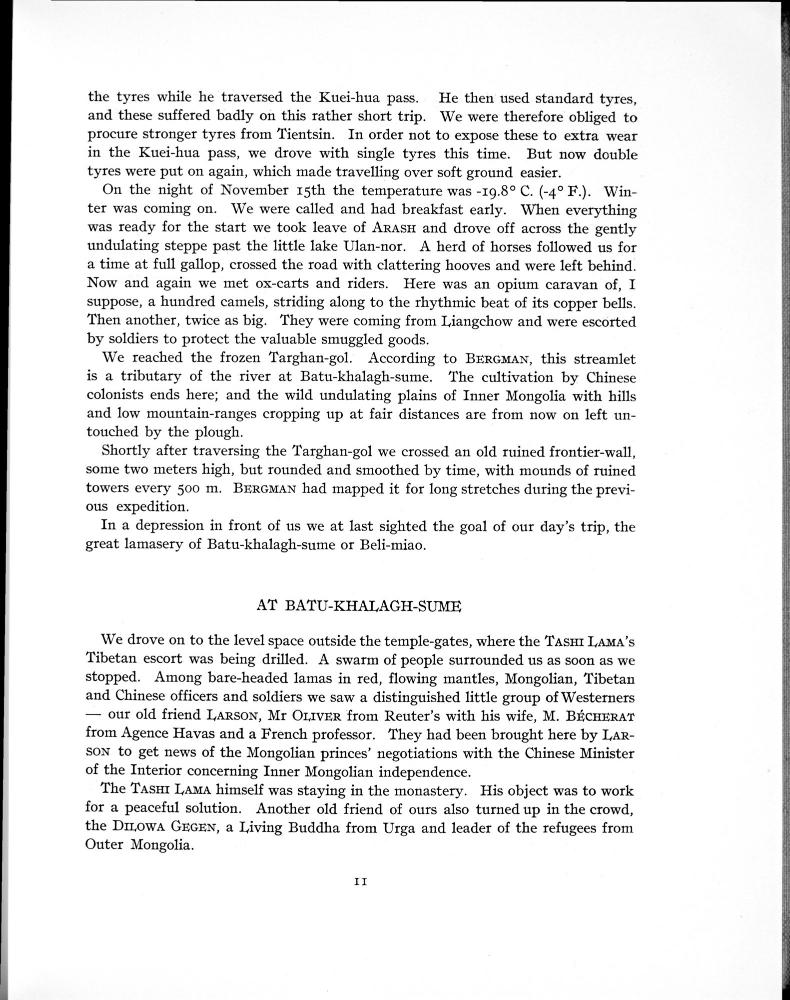 the tyres while he traversed the Kuei-hua pass. He then used standard tyres,
and these suffered badly on this rather short trip. We were therefore obliged to
procure stronger tyres from Tientsin. In order not to expose these to extra wear
in the Kuei-hua pass, we drove with single tyres this time. But now double
tyres were put on again, which made travelling over soft ground easier.
On the night of November 15th the temperature was -19.8° C. (-4° F.). Win-
ter was coming on. We were called and had breakfast early. When everything
was ready for the start we took leave of ARASH and drove off across the gently
undulating steppe past the little lake Ulan-nor. A herd of horses followed us for
a time at full gallop, crossed the road with clattering hooves and were left behind.
Now and again we met ox-carts and riders. Here was an opium caravan of, I
suppose, a hundred camels, striding along to the rhythmic beat of its copper bells.
Then another, twice as big. They were coming from Liangchow and were escorted
by soldiers to protect the valuable smuggled goods.
We reached the frozen Targhan-gol. According to BERGMAN, this streamlet
is a tributary of the river at Batu-khalagh-sume. The cultivation by Chinese
colonists ends here; and the wild undulating plains of Inner Mongolia with hills
and low mountain-ranges cropping up at fair distances are from now on left un-
touched by the plough.
Shortly after traversing the Targhan-gol we crossed an old ruined frontier-wall,
some two meters high, but rounded and smoothed by time, with mounds of ruined
towers every 500 m. BERGMAN had mapped it for long stretches during the previ-
ous expedition.
In a depression in front of us we at last sighted the goal of our day's trip, the
great lamasery of Batu-khalagh-sume or Beli-miao.
AT BATU-KHALAGH-SUME
We drove on to the level space outside the temple-gates, where the TASHI LAMA's
Tibetan escort was being drilled. A swarm of people surrounded us as soon as we
stopped. Among bare-headed lamas in red, flowing mantles, Mongolian, Tibetan
and Chinese officers and soldiers we saw a distinguished little group of Westerners
— our old friend LARSON, Mr OLIVER from Reuter's with his wife, M. BÉCHERAT
from Agence Havas and a French professor. They had been brought here by LAR-
SON to get news of the Mongolian princes' negotiations with the Chinese Minister
of the Interior concerning Inner Mongolian independence.
The TASHI LAMA himself was staying in the monastery. His object was to work
for a peaceful solution. Another old friend of ours also turned up in the crowd,
the DILOWA GEGEN, a Living Buddha from Urga and leader of the refugees from
Outer Mongolia.
11